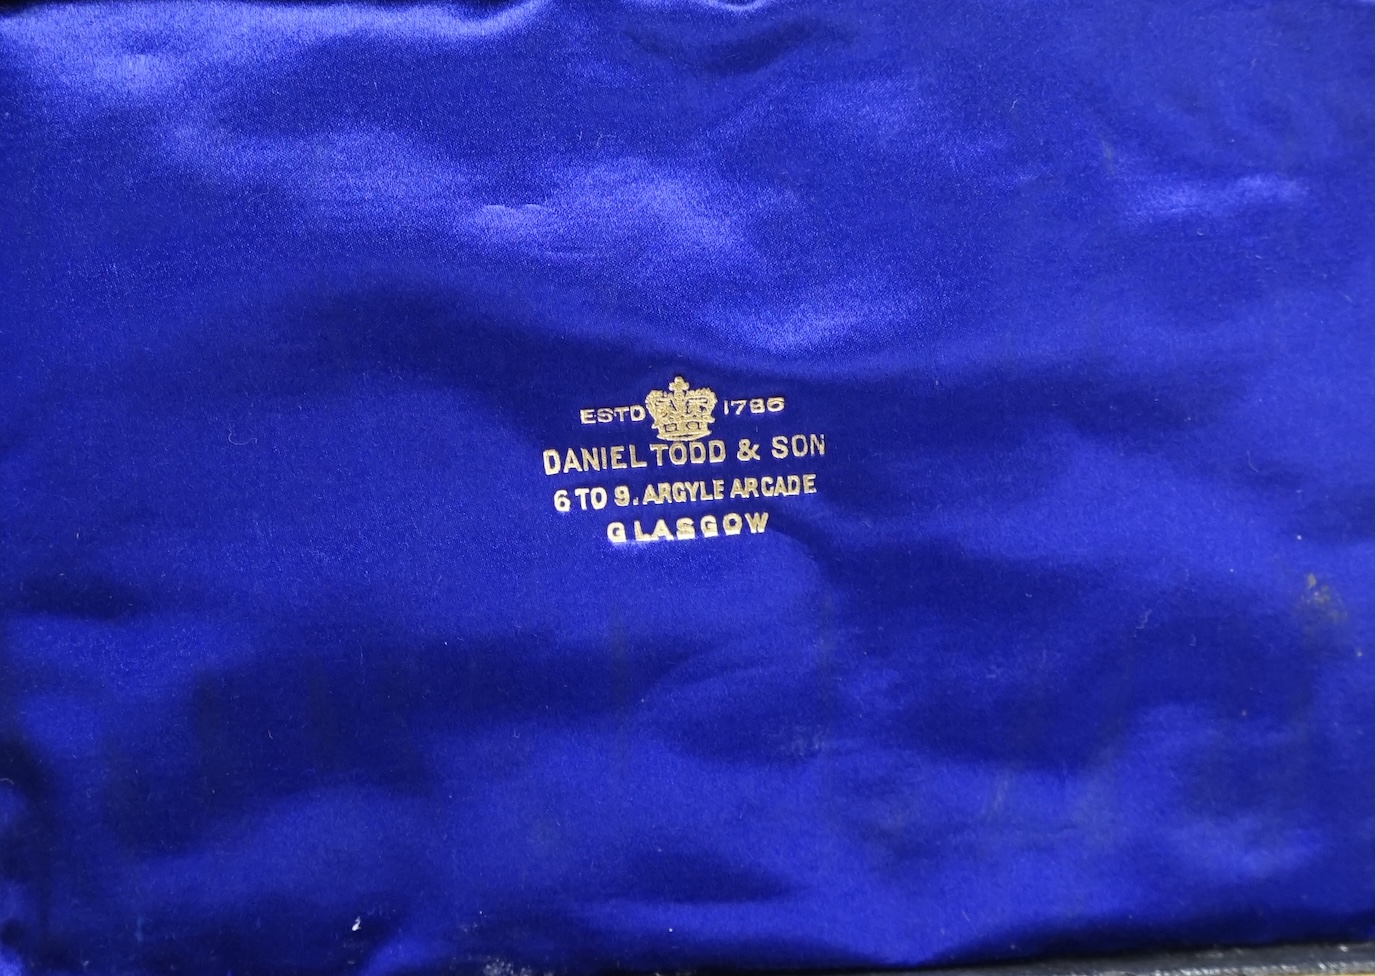 ESTD 1786
DANIEL TODD & SON
6 TO 9. ARGYLE ARCADE
GLASGOW